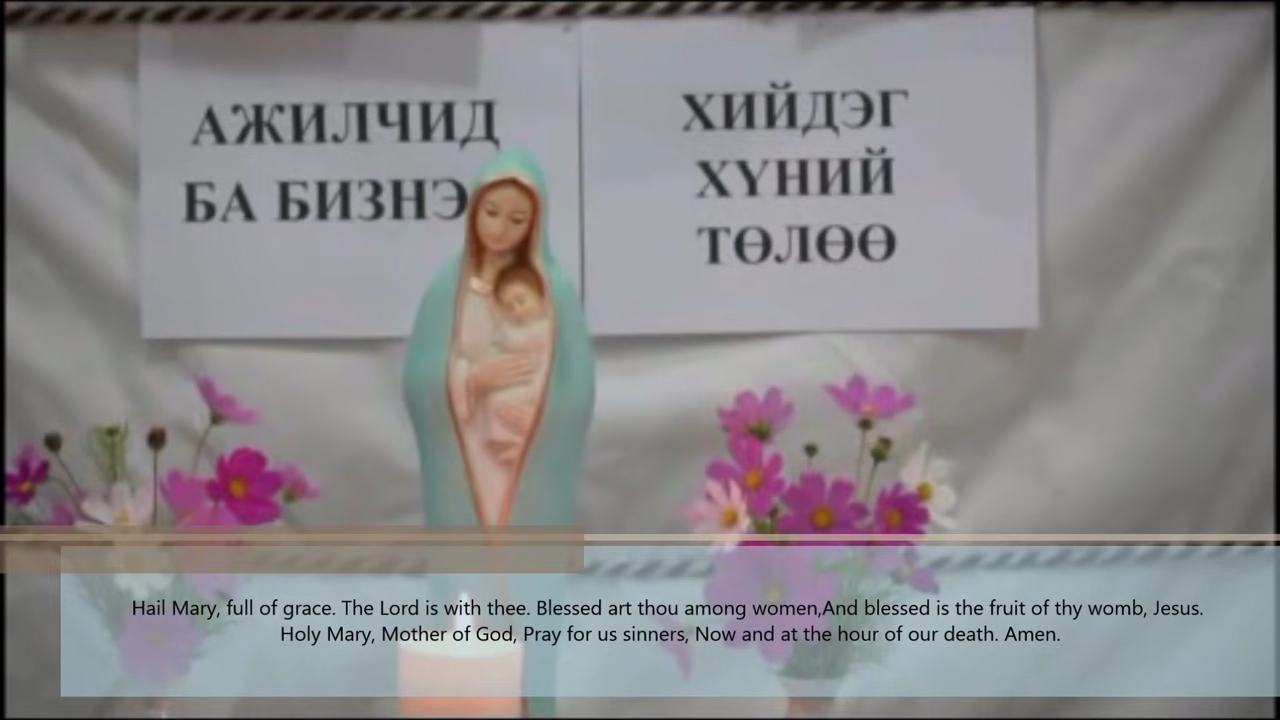 АЖИЛЧИД
БА БИЗНЭ
ХИЙДЭГ
ХҮНИЙ
ТӨЛӨӨ
Hail Mary, full of grace. The Lord is with thee. Blessed art thou among women,And blessed is the fruit of thy womb, Jesus.
Holy Mary, Mother of God, Pray for us sinners, Now and at the hour of our death. Amen.